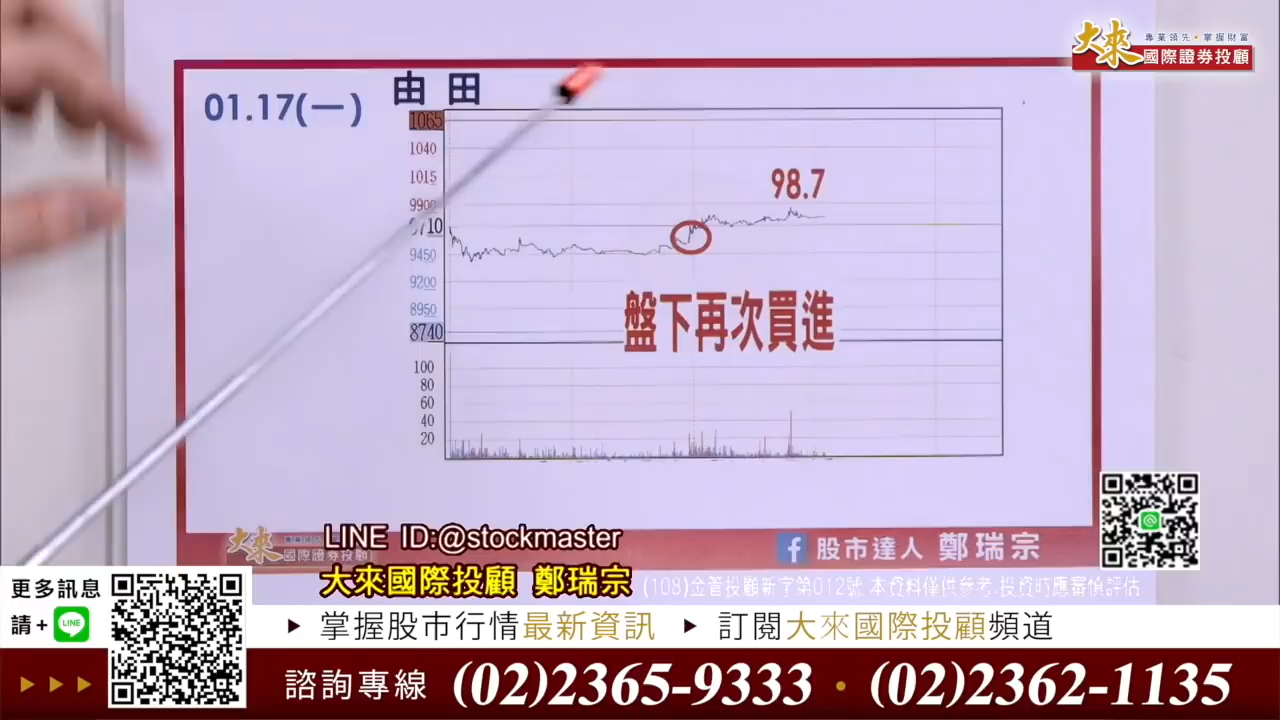 大來
專業領先•掌握財富
國際證券投顧
01.17(一)
由田
1065
1040
1015
9900
9710
9450
9200
8950
8740
98.7
盤下再次買進
100
80
60
40
20
大來
國際證券投顧
股市達人 鄭瑞宗
LINE ID:@stockmaster
大來國際投顧 鄭瑞宗
(108)金管投顧新字第012號.本資料僅供參考.投資時應審慎評估
更多訊息
請+
LINE
掌握股市行情最新資訊
訂閱大來國際投顧頻道
諮詢專線 (02)2365-9333•(02)2362-1135